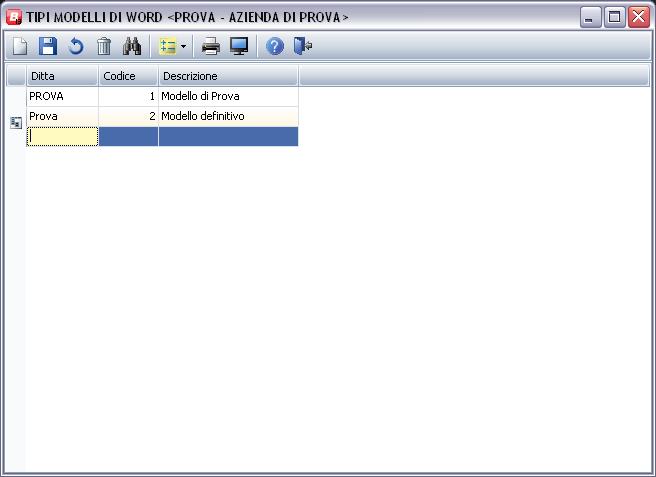 TIPI MODELLI DI WORD <PROVA - AZIENDA DI PROVA>
Ditta Codice Descrizione
PROVA 1 Modello di Prova
Prova 2 Modello definitivo